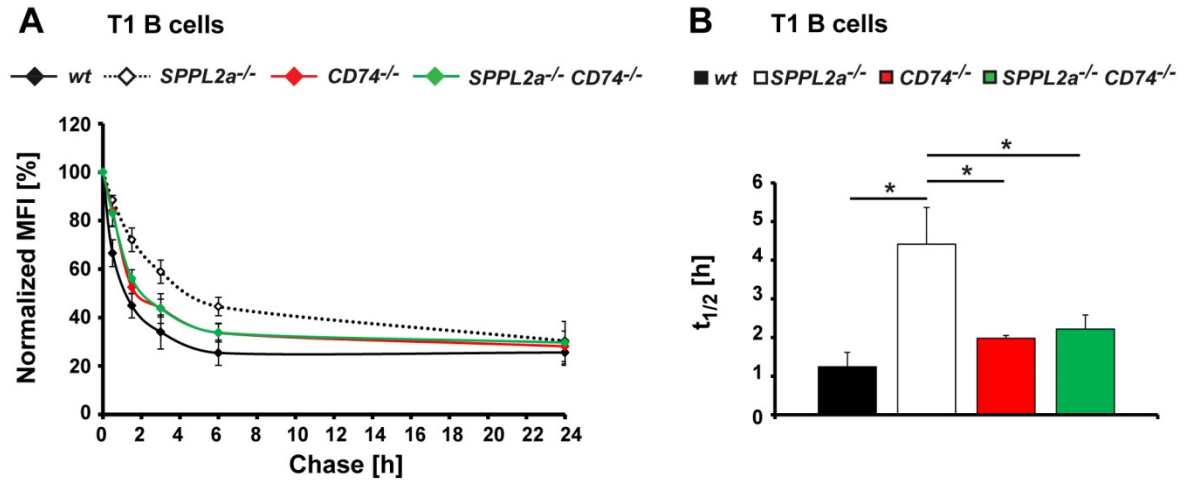 A T1 B cells
wt SPPL2a-/- CD74-/- SPPL2a-/- CD74-/-
Normalized MFI [%]
120
100
80
60
40
20
0
0 2 4 6 8 10 12 14 16 18 20 22 24
Chase [h]
B T1 B cells
wt SPPL2a-/- CD74-/- SPPL2a-/- CD74-/-
*
*
*
t1/2 [h]
6
5
4
3
2
1
0